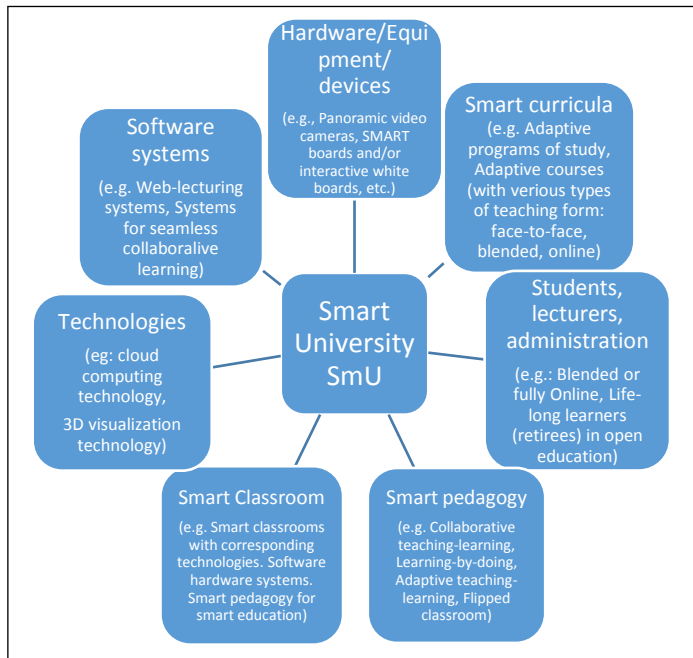 Hardware/Equi
pment/
devices
(e.g., Panoramic video
cameras, SMART
boards and/or
interactive white
boards, etc.)
Smart curricula
(e.g. Adaptive
programs of study,
Adaptive courses
(with verious types
of teaching form:
face-to-face,
blended, online)
Students,
lecturers,
administration
(e.g.: Blended or
fully Online, Life-
long learners
(retirees) in open
education)
Smart pedagogy
(e.g. Collaborative
teaching-learning,
Learning-by-doing,
Adaptive teaching-
learning, Flipped
classroom)
Smart Classroom
(e.g. Smart classrooms
with corresponding
technologies. Software
hardware systems.
Smart pedagogy for
smart education)
Technologies
(eg: cloud
computing
technology,
3D visualization
technology)
Software
systems
(e.g. Web-lecturing
systems, Systems
for seamless
collaboralive
learning)
Smart
University
SmU